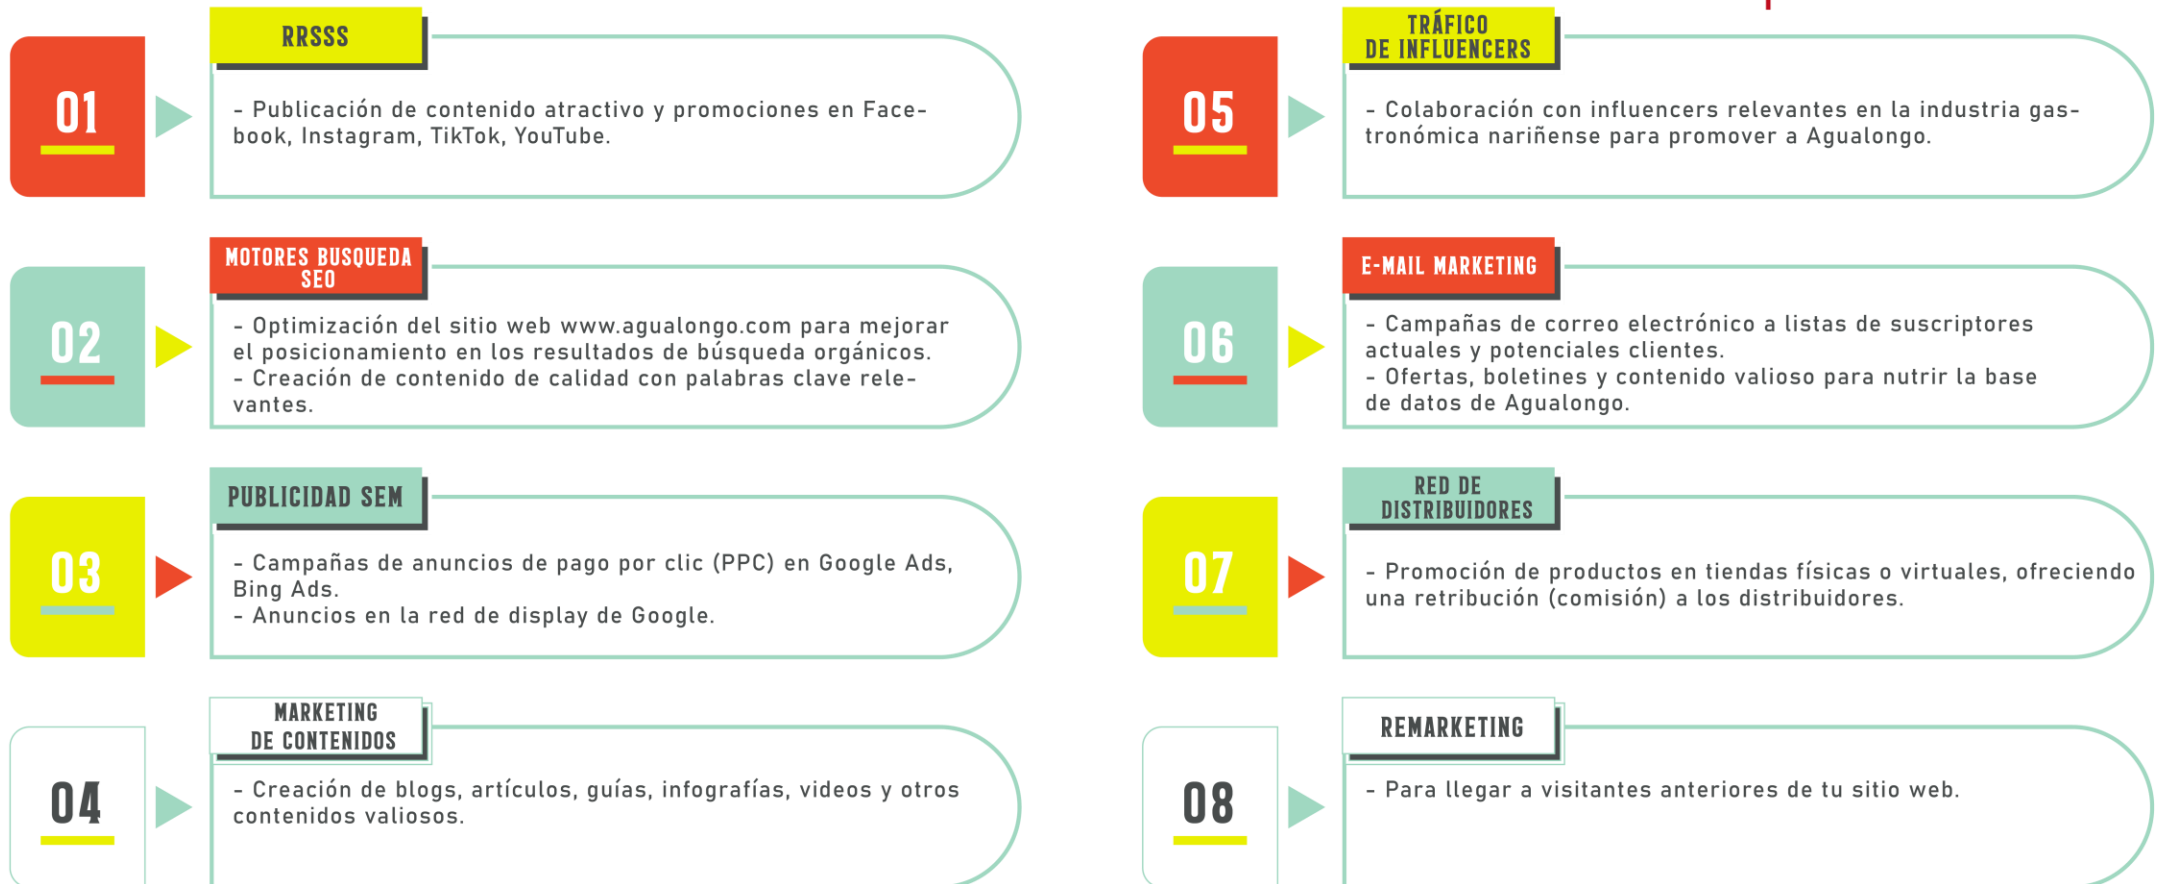 01
RRSSS
- Publicación de contenido atractivo y promociones en Face-
book, Instagram, TikTok, YouTube.
02
MOTORES BUSQUEDA
SEO
- Optimización del sitio web www.agualongo.com para mejorar
el posicionamiento en los resultados de búsqueda orgánicos.
- Creación de contenido de calidad con palabras clave rele-
vantes.
03
PUBLICIDAD SEM
- Campañas de anuncios de pago por clic (PPC) en Google Ads,
Bing Ads.
- Anuncios en la red de display de Google.
04
MARKETING
DE CONTENIDOS
- Creación de blogs, artículos, guías, infografías, videos y otros
contenidos valiosos.
05
TRÁFICO
DE INFLUENCERS
- Colaboración con influencers relevantes en la industria gas-
tronómica nariñense para promover a Agualongo.
06
E-MAIL MARKETING
- Campañas de correo electrónico a listas de suscriptores
actuales y potenciales clientes.
- Ofertas, boletines y contenido valioso para nutrir la base
de datos de Agualongo.
07
RED DE
DISTRIBUIDORES
- Promoción de productos en tiendas físicas o virtuales, ofreciendo
una retribución (comisión) a los distribuidores.
08
REMARKETING
- Para llegar a visitantes anteriores de tu sitio web.